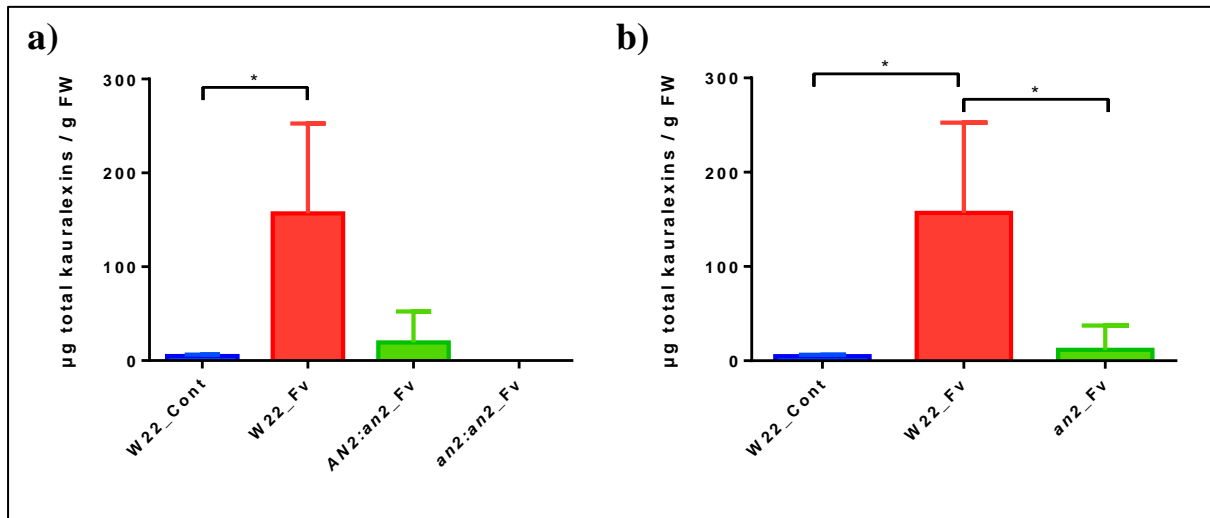 a)
µg total kauralexins / g FW
300
200
100
0
*
W22_Cont
W22_Fv
AN2:an2_Fv
an2:an2_Fv
b)
µg total kauralexins / g FW
300
200
100
0
*
*
W22_Cont
W22_Fv
an2_Fv